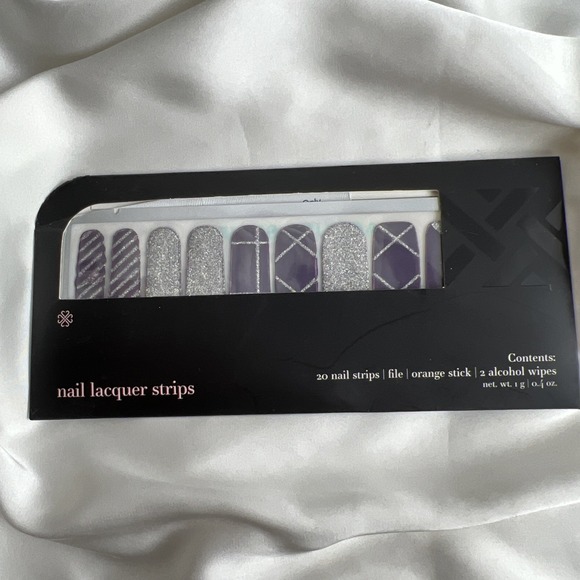 nail lacquer strips
Contents:
20 nail strips | file | orange stick | 2 alcohol wipes
net. wt. 1 g | 0.4 oz.